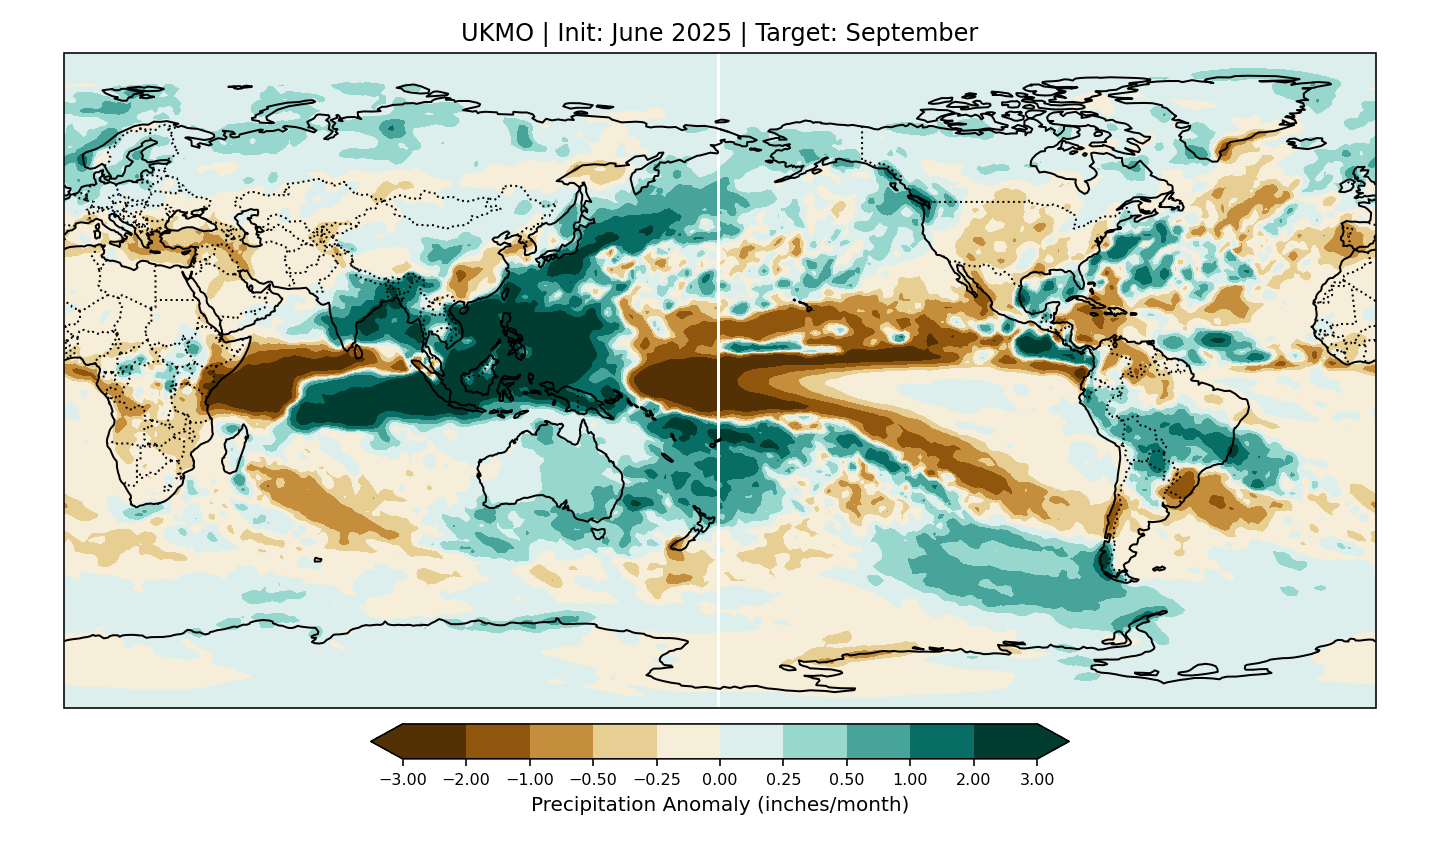 UKMO | Init: June 2025 | Target: September
−3.00 −2.00 −1.00 −0.50 −0.25 0.00 0.25 0.50 1.00 2.00 3.00
Precipitation Anomaly (inches/month)